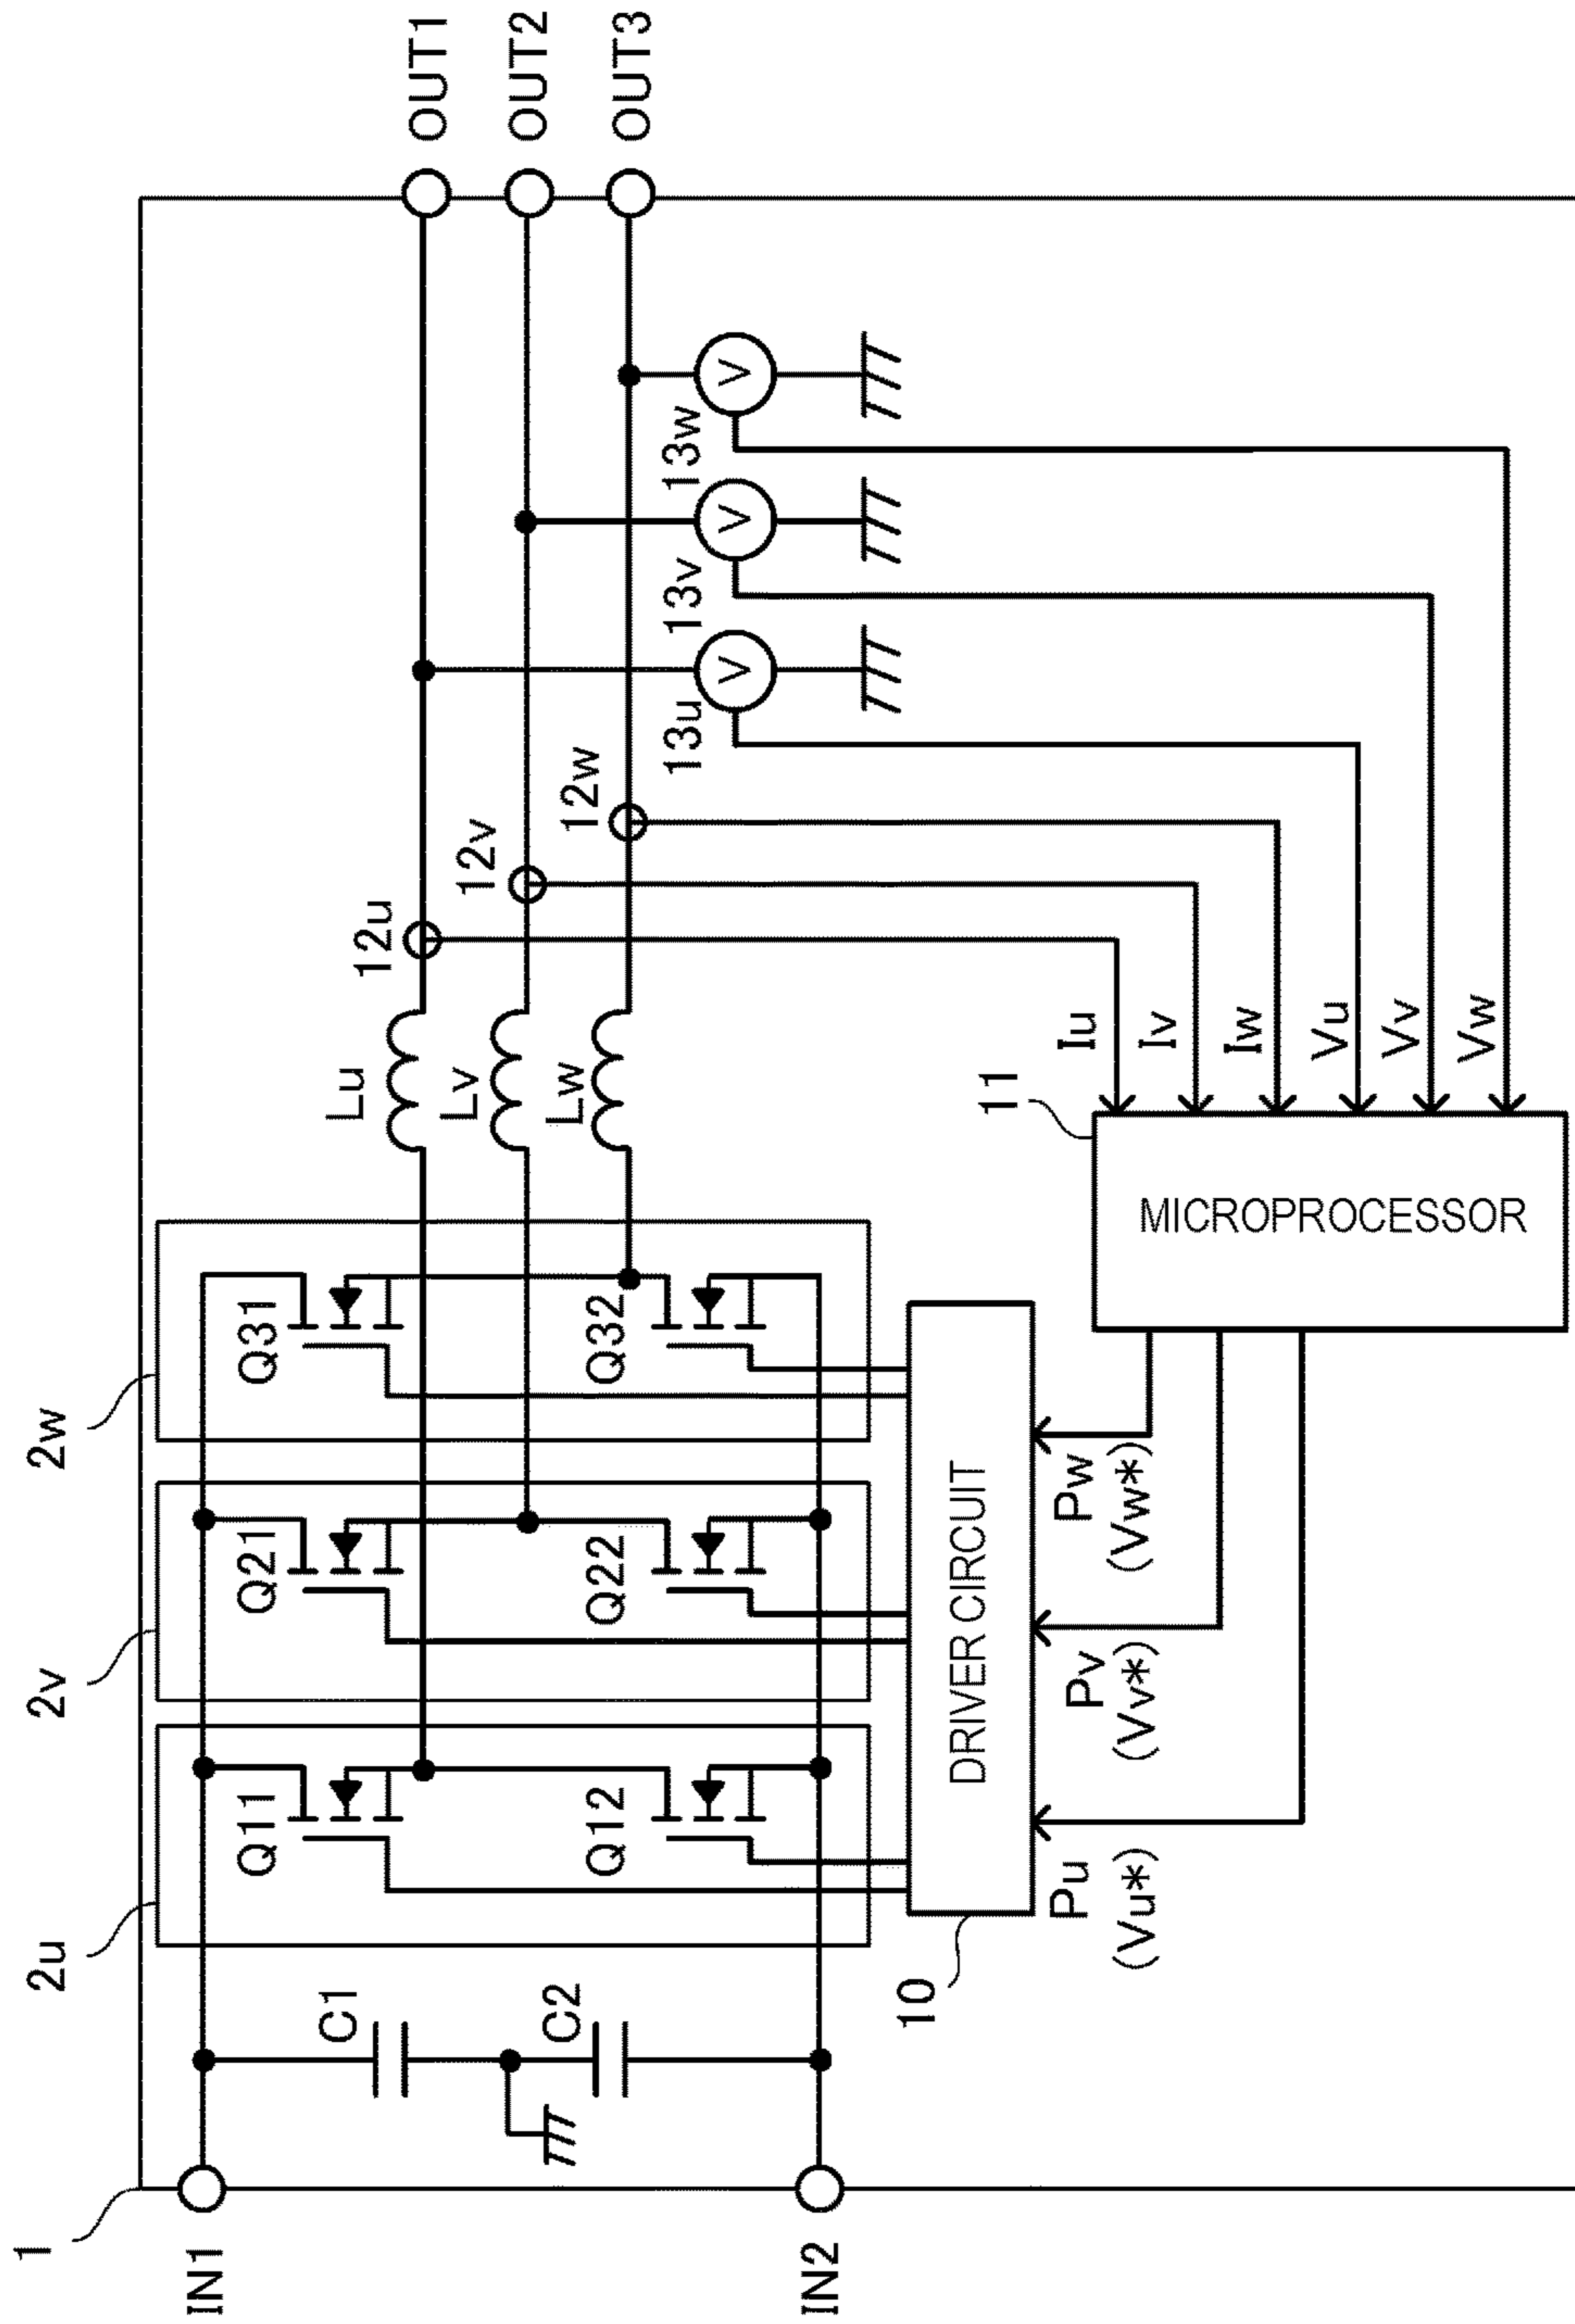 1
2u
2v
2w
IN1
IN2
C1
C2
Q11
Q12
Q21
Q22
Q31
Q32
Lu
Lv
Lw
12u
12v
12w
13u
13v
13w
V
V
V
OUT1
OUT2
OUT3
10
DRIVER CIRCUIT
Pu
(Vu*)
Pv
(Vv*)
Pw
(Vw*)
11
MICROPROCESSOR
Iu
Iv
Iw
Vu
Vv
Vw